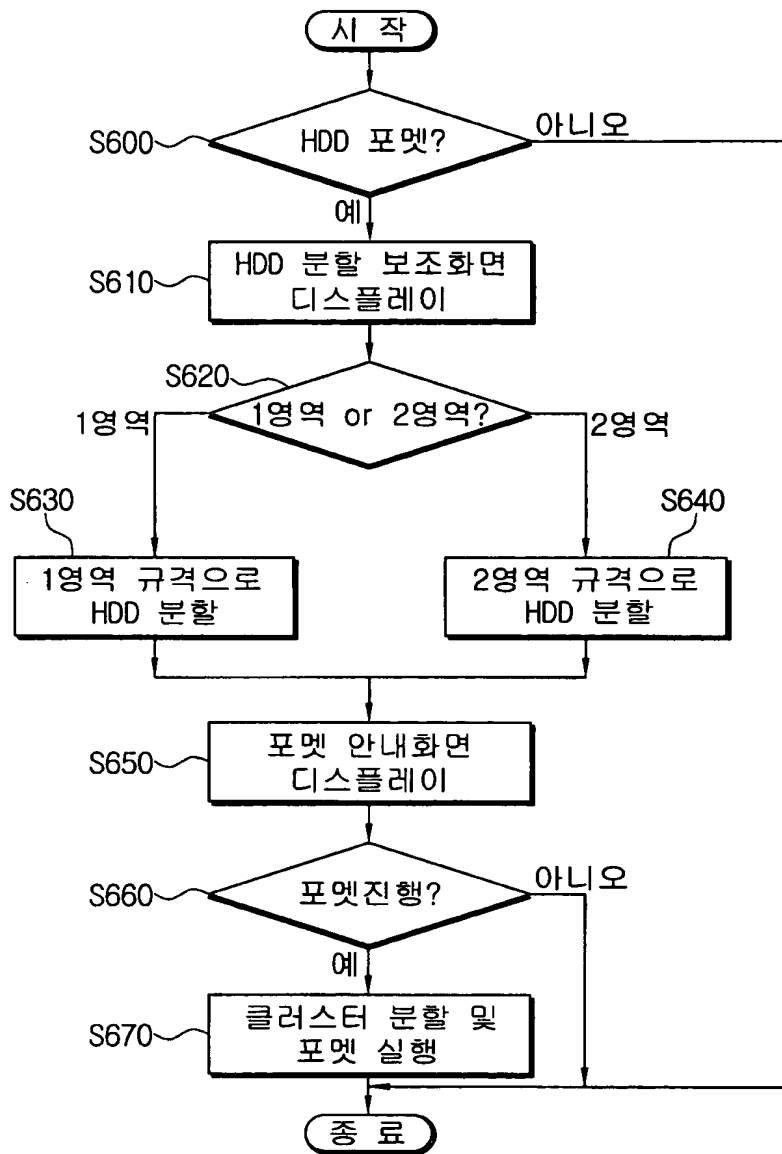 시 작
S600
HDD 포멧?
아니오
예
S610
HDD 분할 보조화면
디스플레이
S620
1영역 or 2영역?
1영역
2영역
S630
S640
1영역 규격으로
HDD 분할
2영역 규격으로
HDD 분할
S650
포멧 안내화면
디스플레이
S660
포멧진행?
아니오
예
S670
클러스터 분할 및
포멧 실행
종 료